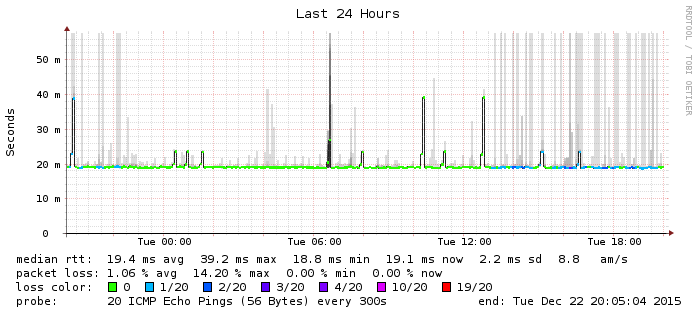 Last 24 Hours
RRDTOOL / TOBI OETIKER
Seconds
50 m
40 m
30 m
20 m
10 m
0
Tue 00:00 Tue 06:00 Tue 12:00 Tue 18:00
median rtt: 19.4 ms avg 39.2 ms max 18.8 ms min 19.1 ms now 2.2 ms sd 8.8 am/s
packet loss: 1.06 % avg 14.20 % max 0.00 % min 0.00 % now
loss color: 0 1/20 2/20 3/20 4/20 10/20 19/20
probe: 20 ICMP Echo Pings (56 Bytes) every 300s end: Tue Dec 22 20:05:04 2015